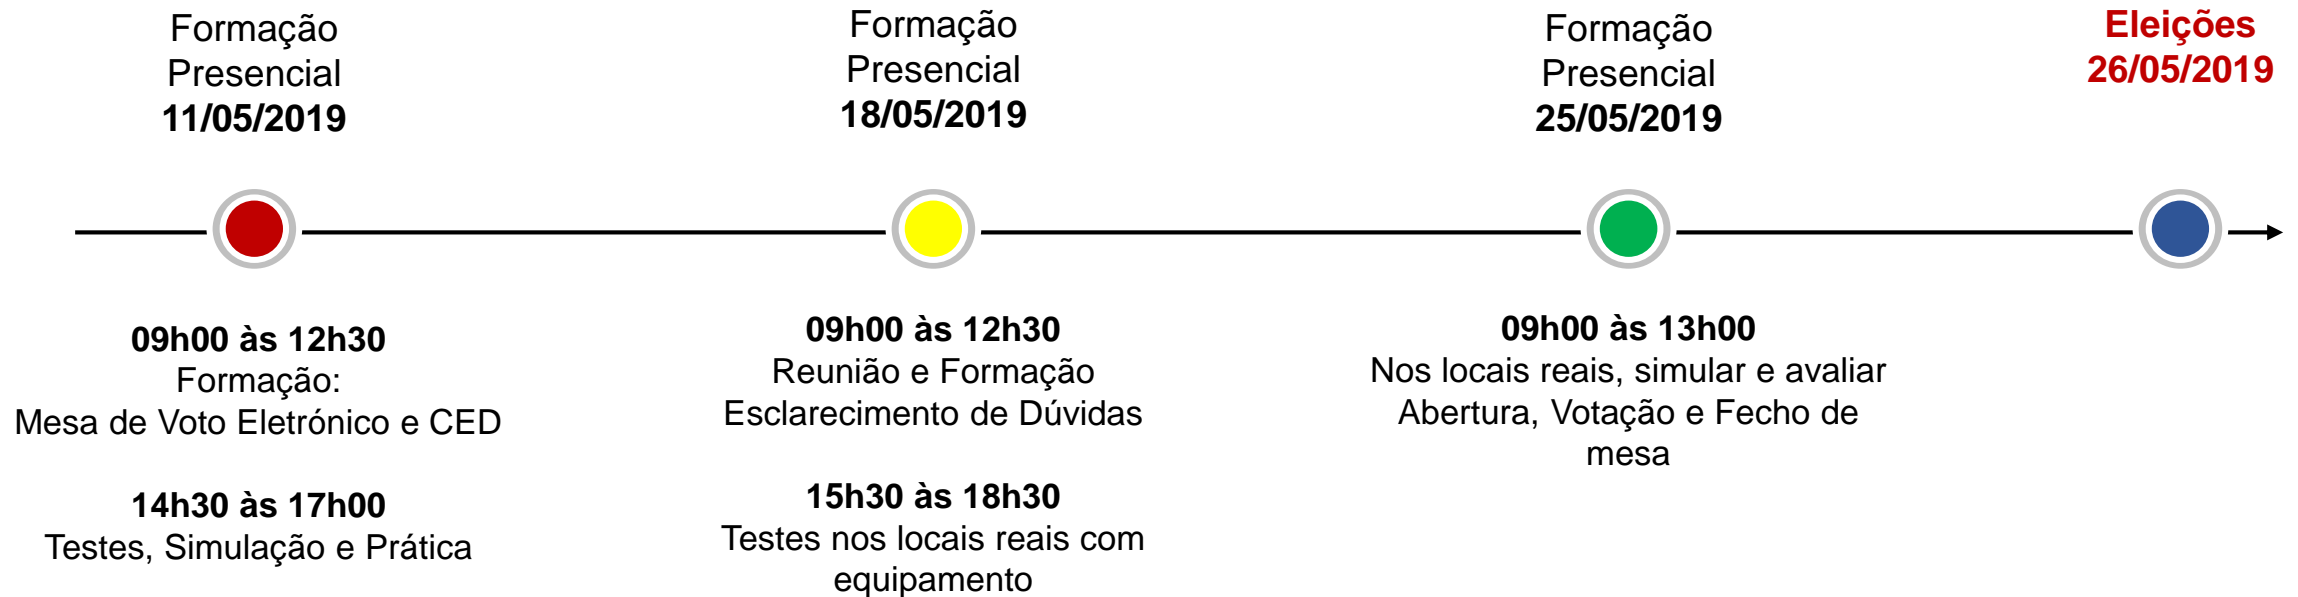 Formação
Presencial
11/05/2019
Formação
Presencial
18/05/2019
Formação
Presencial
25/05/2019
Eleições
26/05/2019
09h00 às 12h30
Formação:
Mesa de Voto Eletrónico e CED
14h30 às 17h00
Testes, Simulação e Prática
09h00 às 12h30
Reunião e Formação
Esclarecimento de Dúvidas
15h30 às 18h30
Testes nos locais reais com
equipamento
09h00 às 13h00
Nos locais reais, simular e avaliar
Abertura, Votação e Fecho de
mesa